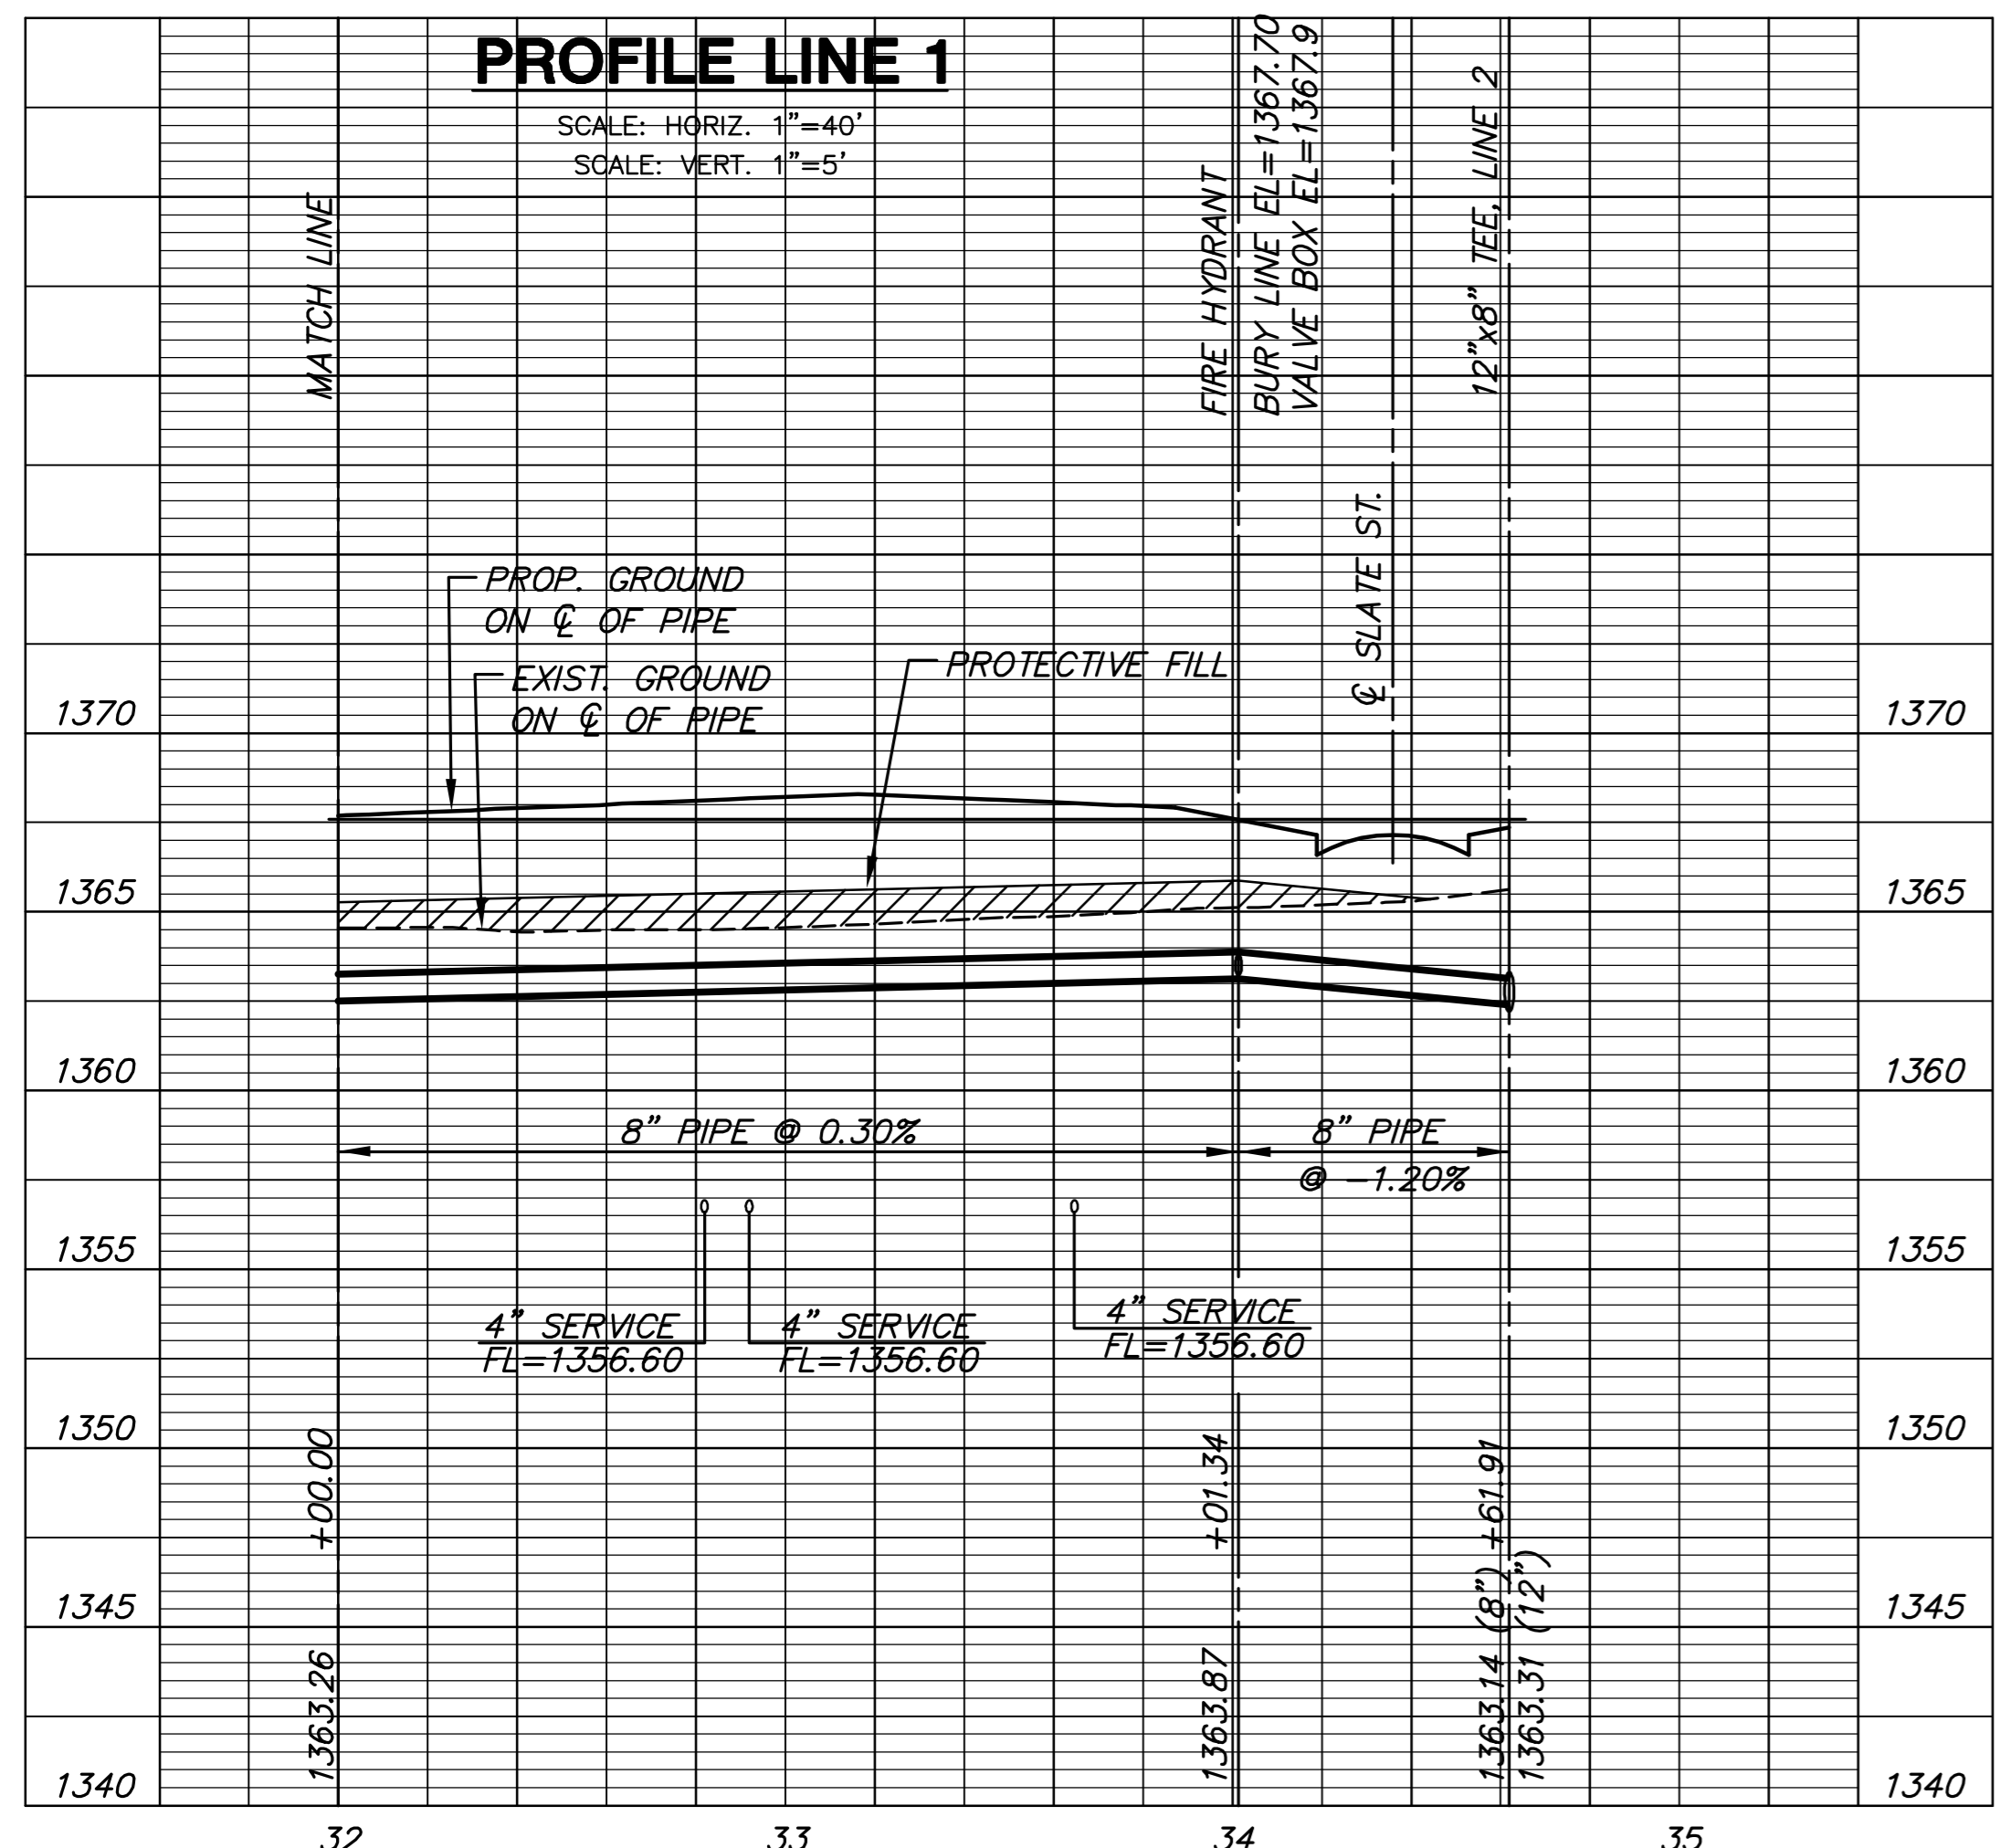 PROFILE LINE 1
SCALE: HORIZ. 1"=40'
SCALE: VERT. 1"=5'
MATCH LINE
FIRE HYDRANT
BURY LINE EL=1367.70
VALVE BOX EL=1367.9
℄ SLATE ST.
12"x8" TEE, LINE 2
PROP. GROUND
ON ℄ OF PIPE
EXIST. GROUND
ON ℄ OF PIPE
PROTECTIVE FILL
1370
1370
1365
1365
1360
1360
8" PIPE @ 0.30%
8" PIPE
@ -1.20%
1355
1355
4" SERVICE
FL=1356.60
4" SERVICE
FL=1356.60
4" SERVICE
FL=1356.60
1350
1350
+00.00
+01.34
+61.91
1345
1345
1363.26
1363.87
1363.14 (8")
1363.31 (12")
1340
1340
32
33
34
35